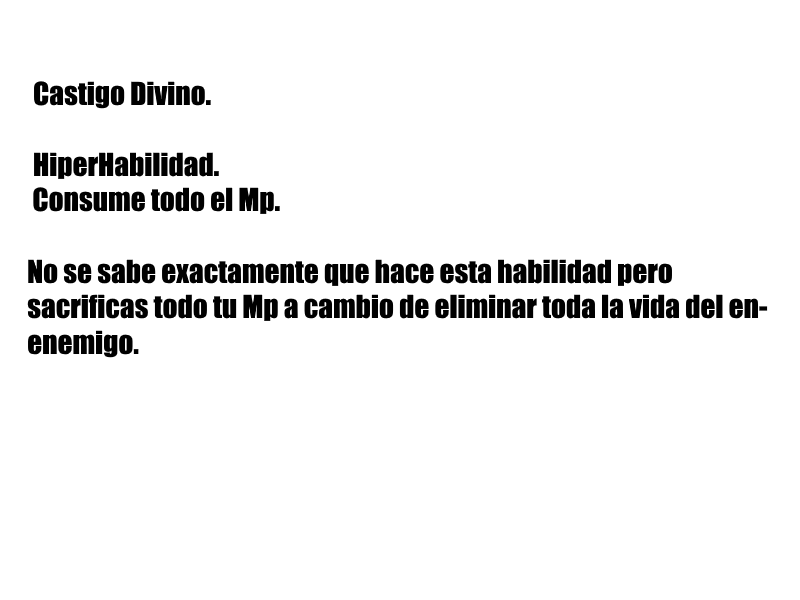 Castigo Divino.
HiperHabilidad.
Consume todo el Mp.
No se sabe exactamente que hace esta habilidad pero
sacrificas todo tu Mp a cambio de eliminar toda la vida del en-
enemigo.